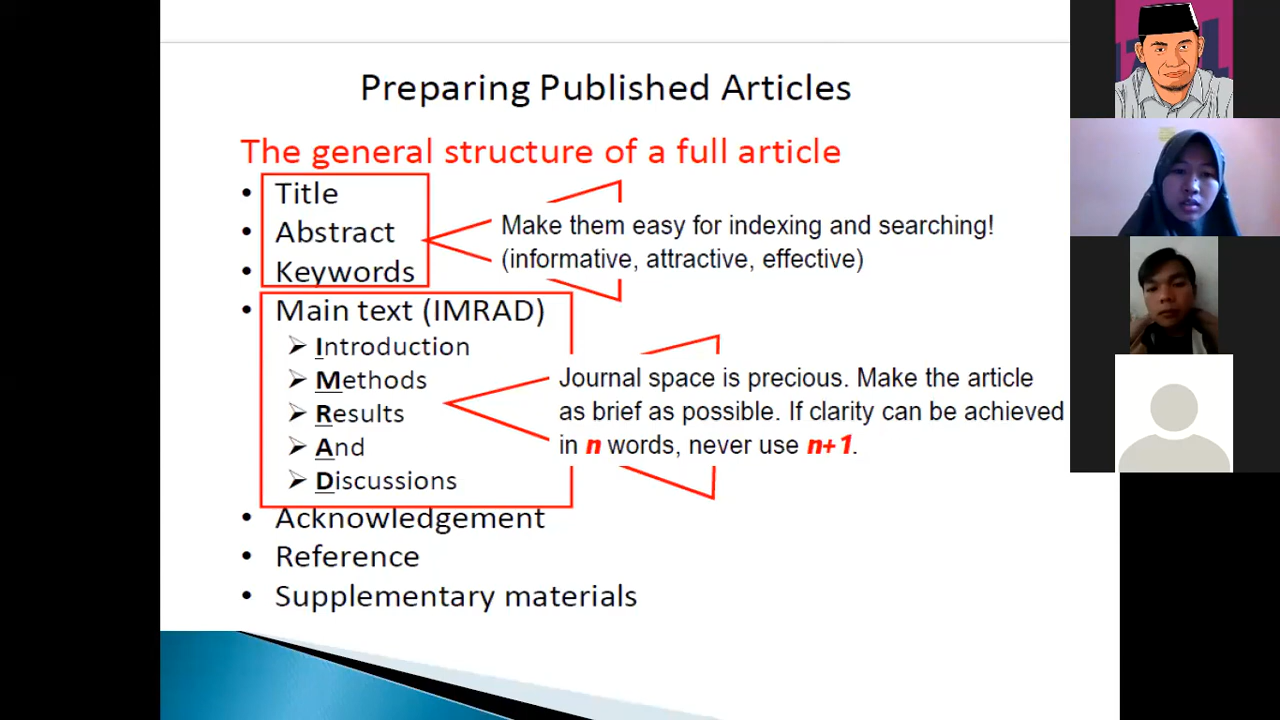 Preparing Published Articles
The general structure of a full article
• Title
• Abstract
• Keywords
Make them easy for indexing and searching!
(informative, attractive, effective)
• Main text (IMRAD)
➢ Introduction
➢ Methods
➢ Results
➢ And
➢ Discussions
Journal space is precious. Make the article
as brief as possible. If clarity can be achieved
in n words, never use n+1.
• Acknowledgement
• Reference
• Supplementary materials